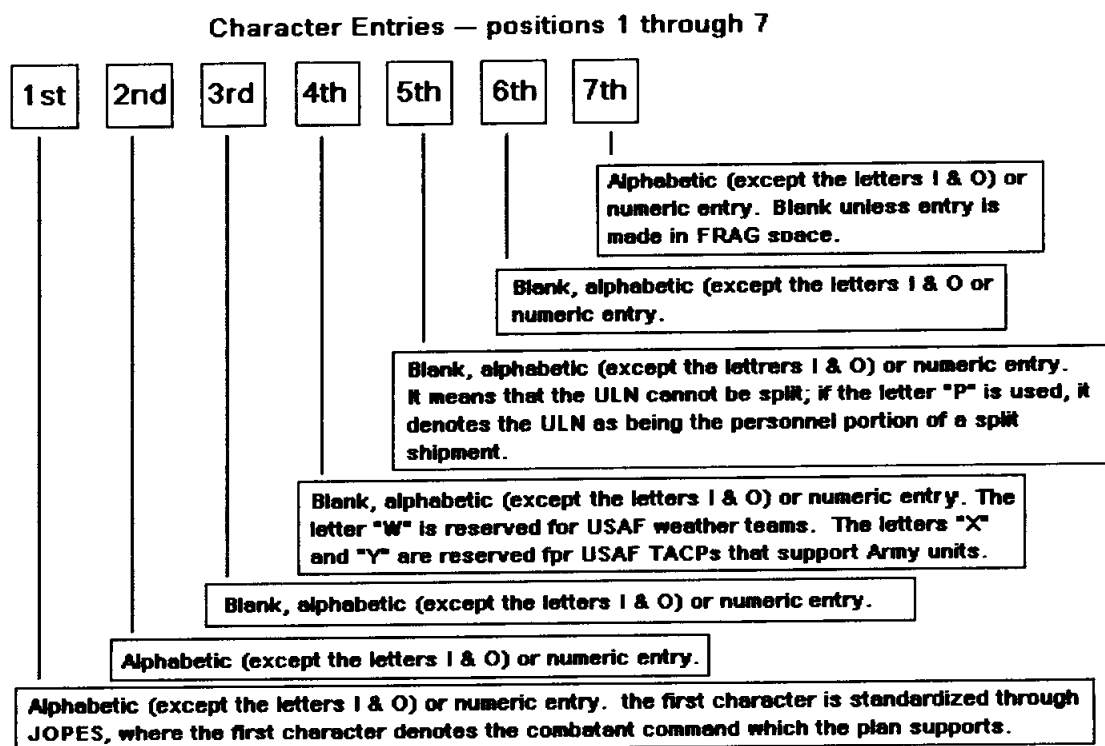 Character Entries — positions 1 through 7
1st 2nd 3rd 4th 5th 6th 7th
Alphabetic (except the letters I & O) or
numeric entry. Blank unless entry is
made in FRAG space.
Blank, alphabetic (except the letters I & O or
numeric entry.
Blank, alphabetic (except the lettrers I & O) or numeric entry.
It means that the ULN cannot be split; if the letter "P" is used, it
denotes the ULN as being the personnel portion of a split
shipment.
Blank, alphabetic (except the letters I & O) or numeric entry. The
letter "W" is reserved for USAF weather teams. The letters "X"
and "Y" are reserved fpr USAF TACPs that support Army units.
Blank, alphabetic (except the letters I & O) or numeric entry.
Alphabetic (except the letters I & O) or numeric entry.
Alphabetic (except the letters I & O) or numeric entry. the first character is standardized through
JOPES, where the first character denotes the combatant command which the plan supports.